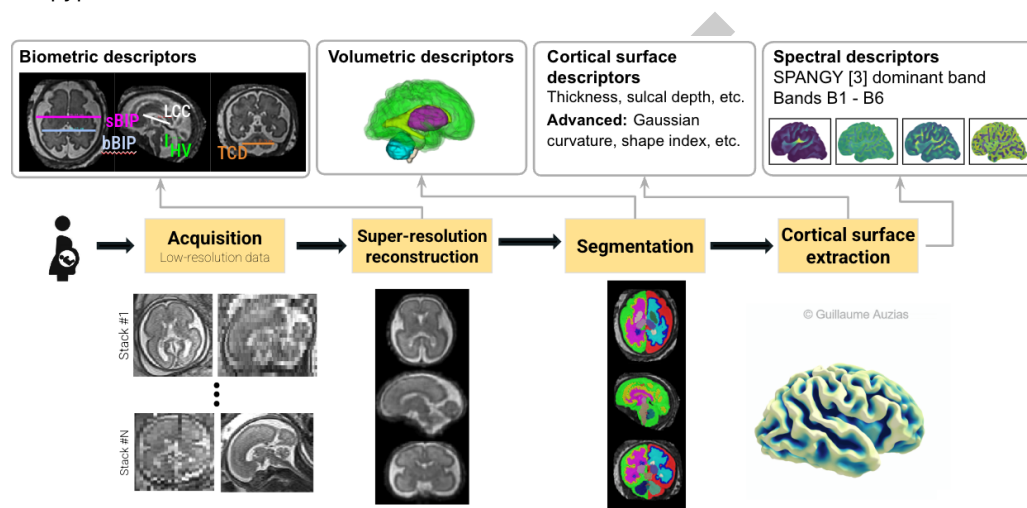 Biometric descriptors
LCC
sBIP
bBIP
HV
TCD
Volumetric descriptors
Cortical surface
descriptors
Thickness, sulcal depth, etc.
Advanced: Gaussian
curvature, shape index, etc.
Spectral descriptors
SPANGY [3] dominant band
Bands B1 - B6
Acquisition
Low-resolution data
Super-resolution
reconstruction
Segmentation
Cortical surface
extraction
Stack #1
Stack #N
© Guillaume Auzias